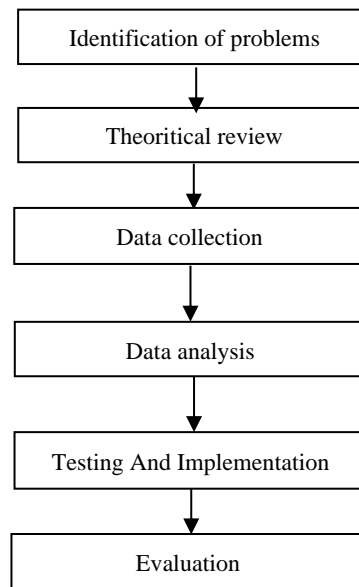 Identification of problems
Theoritical review
Data collection
Data analysis
Testing And Implementation
Evaluation